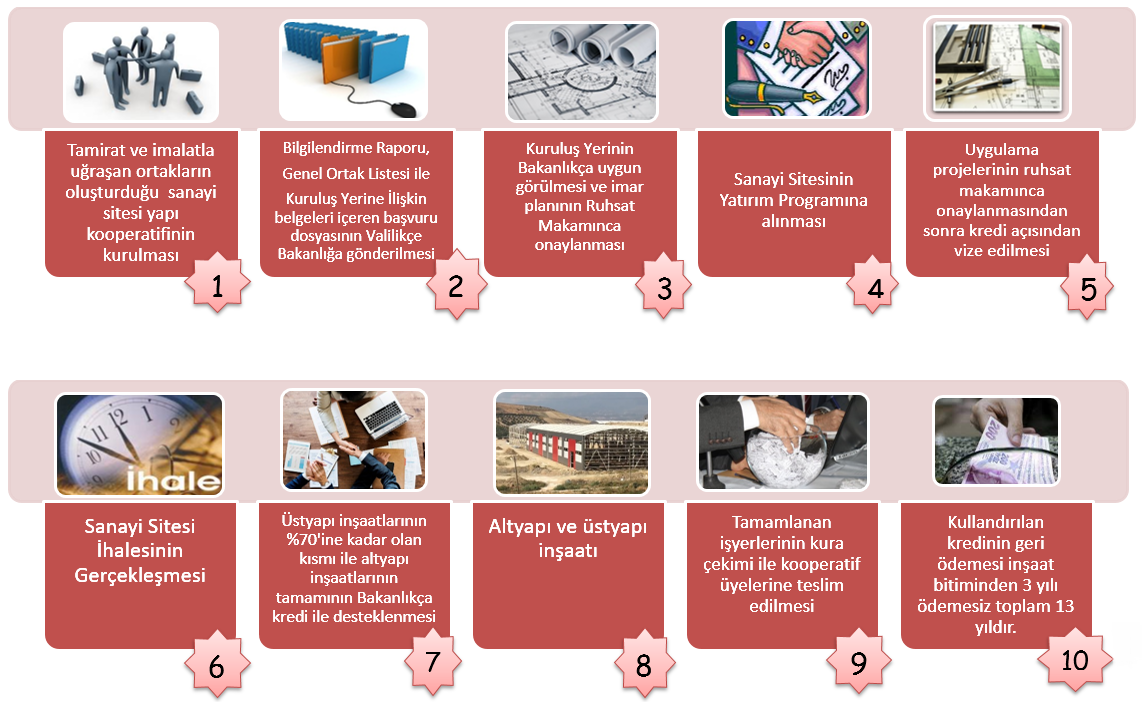 Tamirat ve imalatla
uğraşan ortakların
oluşturduğu sanayi
sitesi yapı
kooperatifinin
kurulması
1
Bilgilendirme Raporu,
Genel Ortak Listesi ile
Kuruluş Yerine İlişkin
belgeleri içeren başvuru
dosyasının Valilikçe
Bakanlığa gönderilmesi
2
Kuruluş Yerinin
Bakanlıkça uygun
görülmesi ve imar
planının Ruhsat
Makamınca
onaylanması
3
Sanayi Sitesinin
Yatırım Programına
alınması
4
Uygulama
projelerinin ruhsat
makamınca
onaylanmasından
sonra kredi açısından
vize edilmesi
5
İhale
Sanayi Sitesi
İhalesinin
Gerçekleşmesi
6
Üstyapı inşaatlarının
%70'ine kadar olan
kısmı ile altyapı
inşaatlarının
tamamının Bakanlıkça
kredi ile desteklenmesi
7
Altyapı ve üstyapı
inşaatı
8
Tamamlanan
işyerlerinin kura
çekimi ile kooperatif
üyelerine teslim
edilmesi
9
200
Kullandırılan
kredinin geri
ödemesi inşaat
bitiminden 3 yılı
ödemesiz toplam 13
yıldır.
10